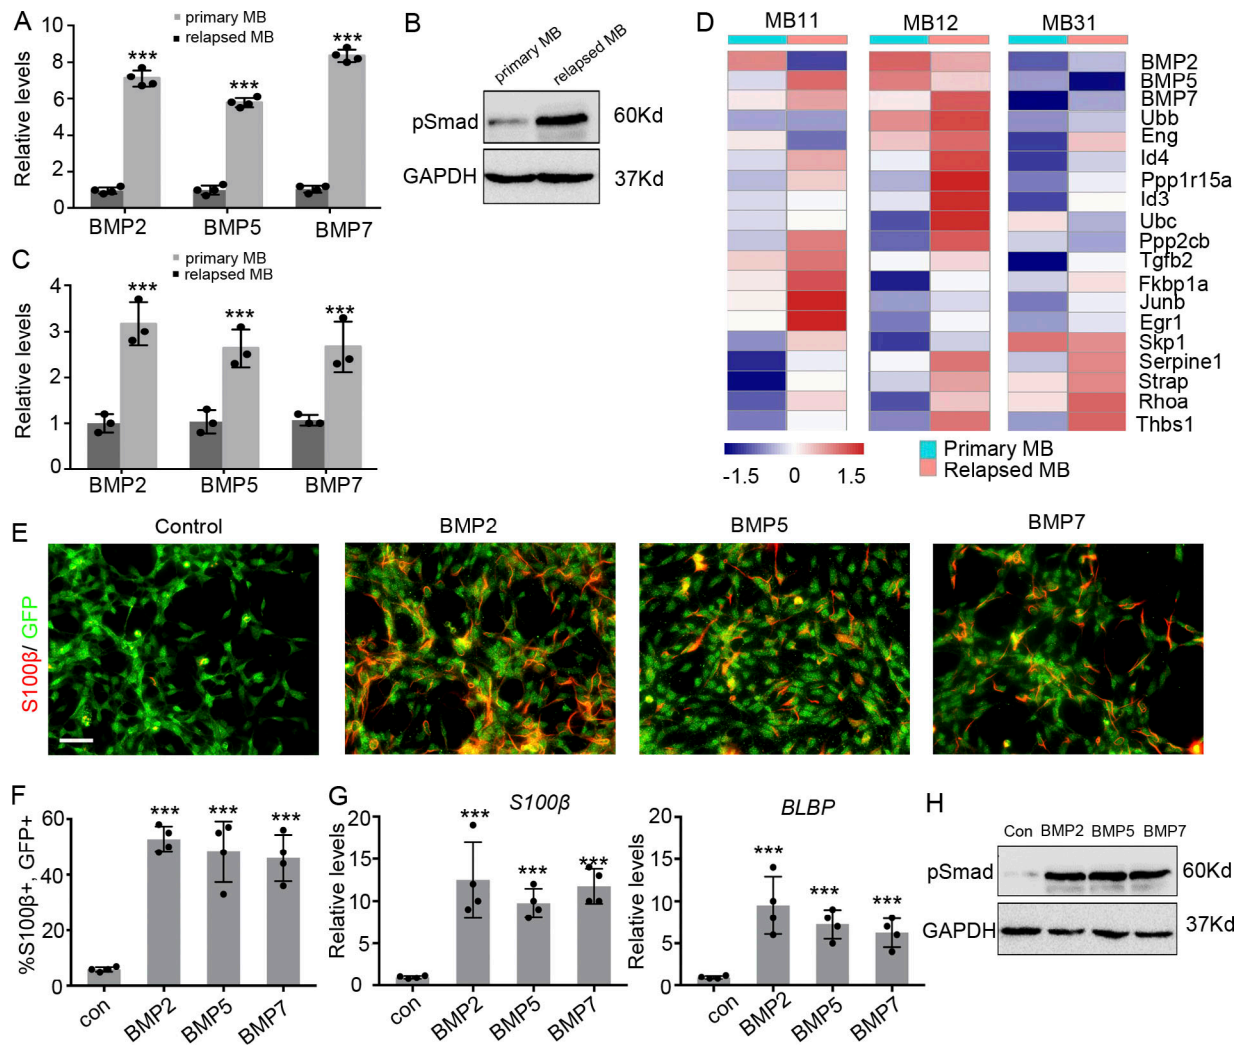 A
primary MB
relapsed MB
Relative levels
10
8
6
4
2
0
***
***
***
BMP2
BMP5
BMP7
B
primary MB
relapsed MB
pSmad
60Kd
GAPDH
37Kd
C
primary MB
relapsed MB
Relative levels
4
3
2
1
0
***
***
***
BMP2
BMP5
BMP7
D
MB11
MB12
MB31
BMP2
BMP5
BMP7
Ubb
Eng
Id4
Ppp1r15a
Id3
Ubc
Ppp2cb
Tgfb2
Fkbp1a
Junb
Egr1
Skp1
Serpine1
Strap
Rhoa
Thbs1
-1.5
0
1.5
Primary MB
Relapsed MB
E
Control
BMP2
BMP5
BMP7
S100β/ GFP
F
%S100β+, GFP+
60
40
20
0
***
***
***
con
BMP2
BMP5
BMP7
G
S100β
Relative levels
20
15
10
5
0
***
***
***
con
BMP2
BMP5
BMP7
BLBP
Relative levels
20
15
10
5
0
***
***
***
con
BMP2
BMP5
BMP7
H
Con
BMP2
BMP5
BMP7
pSmad
60Kd
GAPDH
37Kd